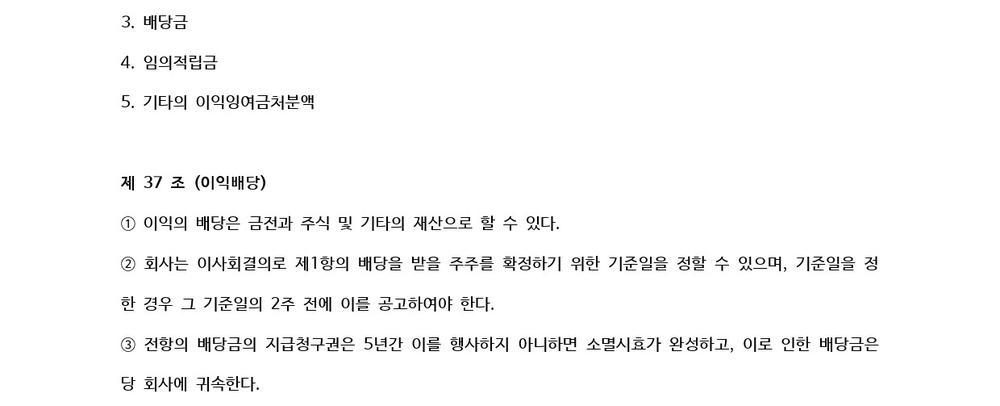 3. 배당금
4. 임의적립금
5. 기타의 이익잉여금처분액
제 37 조 (이익배당)
① 이익의 배당은 금전과 주식 및 기타의 재산으로 할 수 있다.
② 회사는 이사회결의로 제1항의 배당을 받을 주주를 확정하기 위한 기준일을 정할 수 있으며, 기준일을 정
한 경우 그 기준일의 2주 전에 이를 공고하여야 한다.
③ 전항의 배당금의 지급청구권은 5년간 이를 행사하지 아니하면 소멸시효가 완성하고, 이로 인한 배당금은
당 회사에 귀속한다.